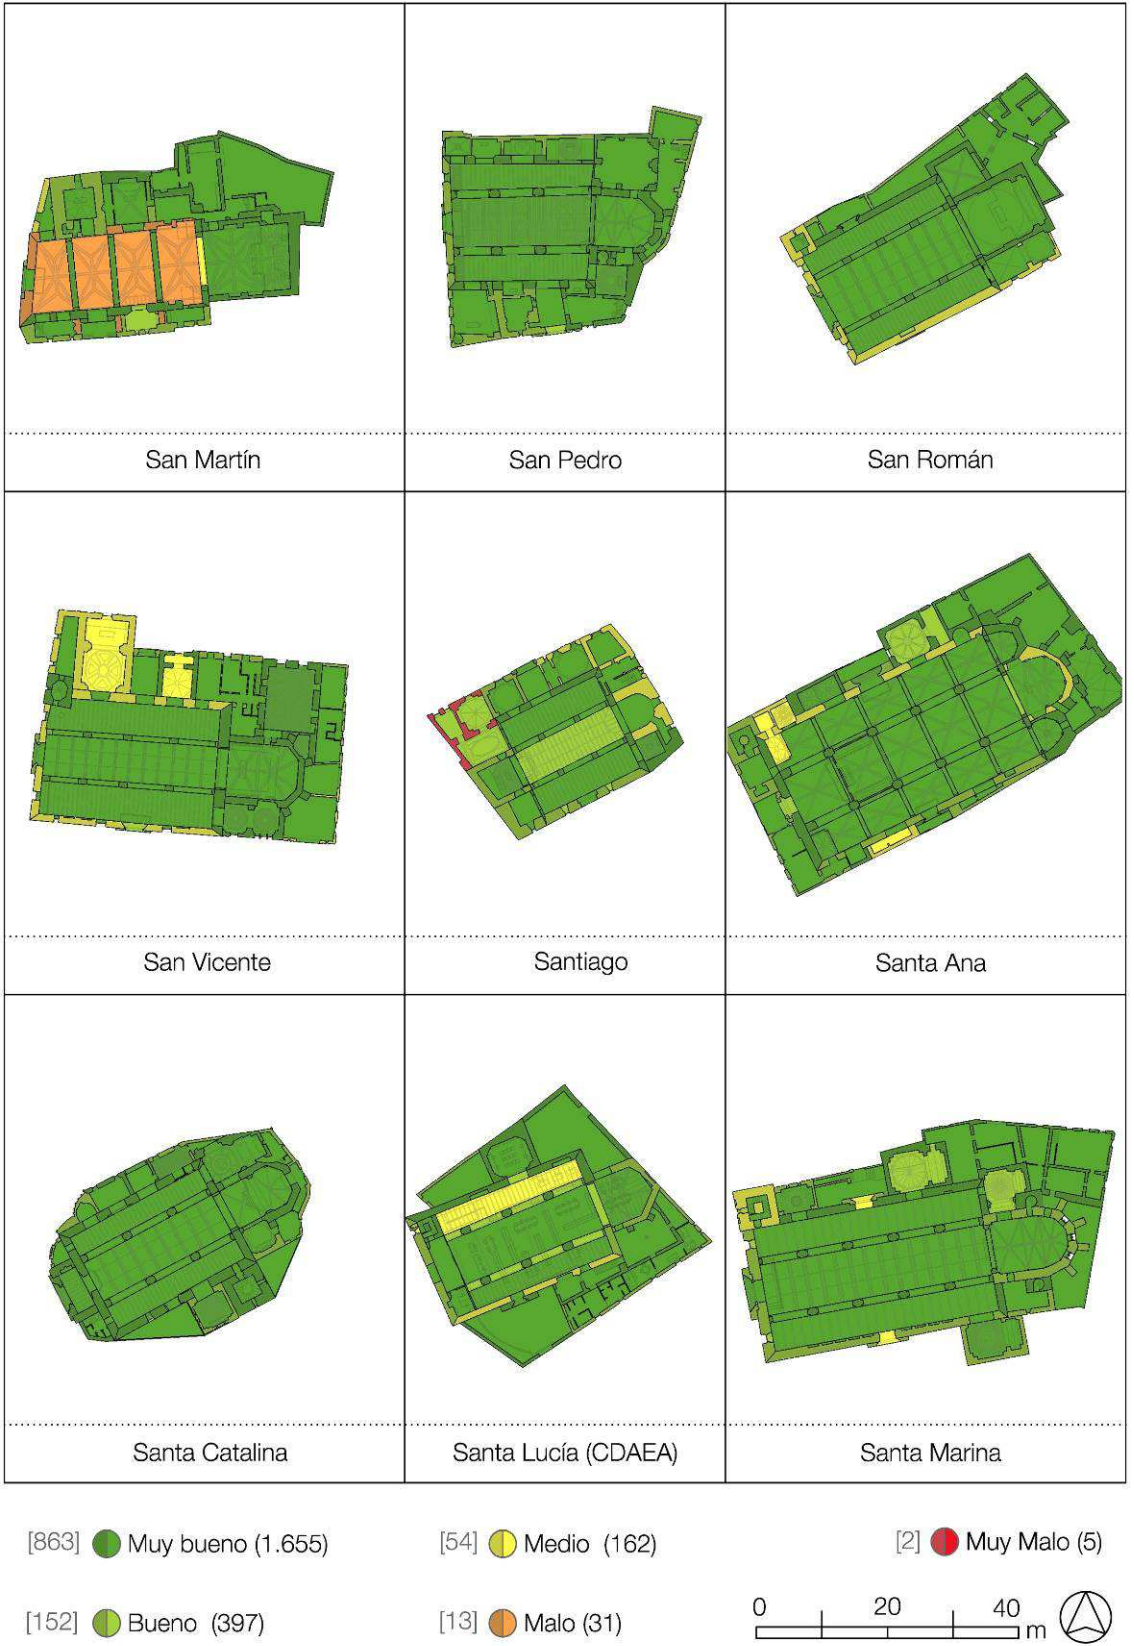 San Martín
San Pedro
San Román
San Vicente
Santiago
Santa Ana
Santa Catalina
Santa Lucía (CDAEA)
Santa Marina
[863] Muy bueno (1.655)
[54] Medio (162)
[2] Muy Malo (5)
[152] Bueno (397)
[13] Malo (31)
0 20 40 m